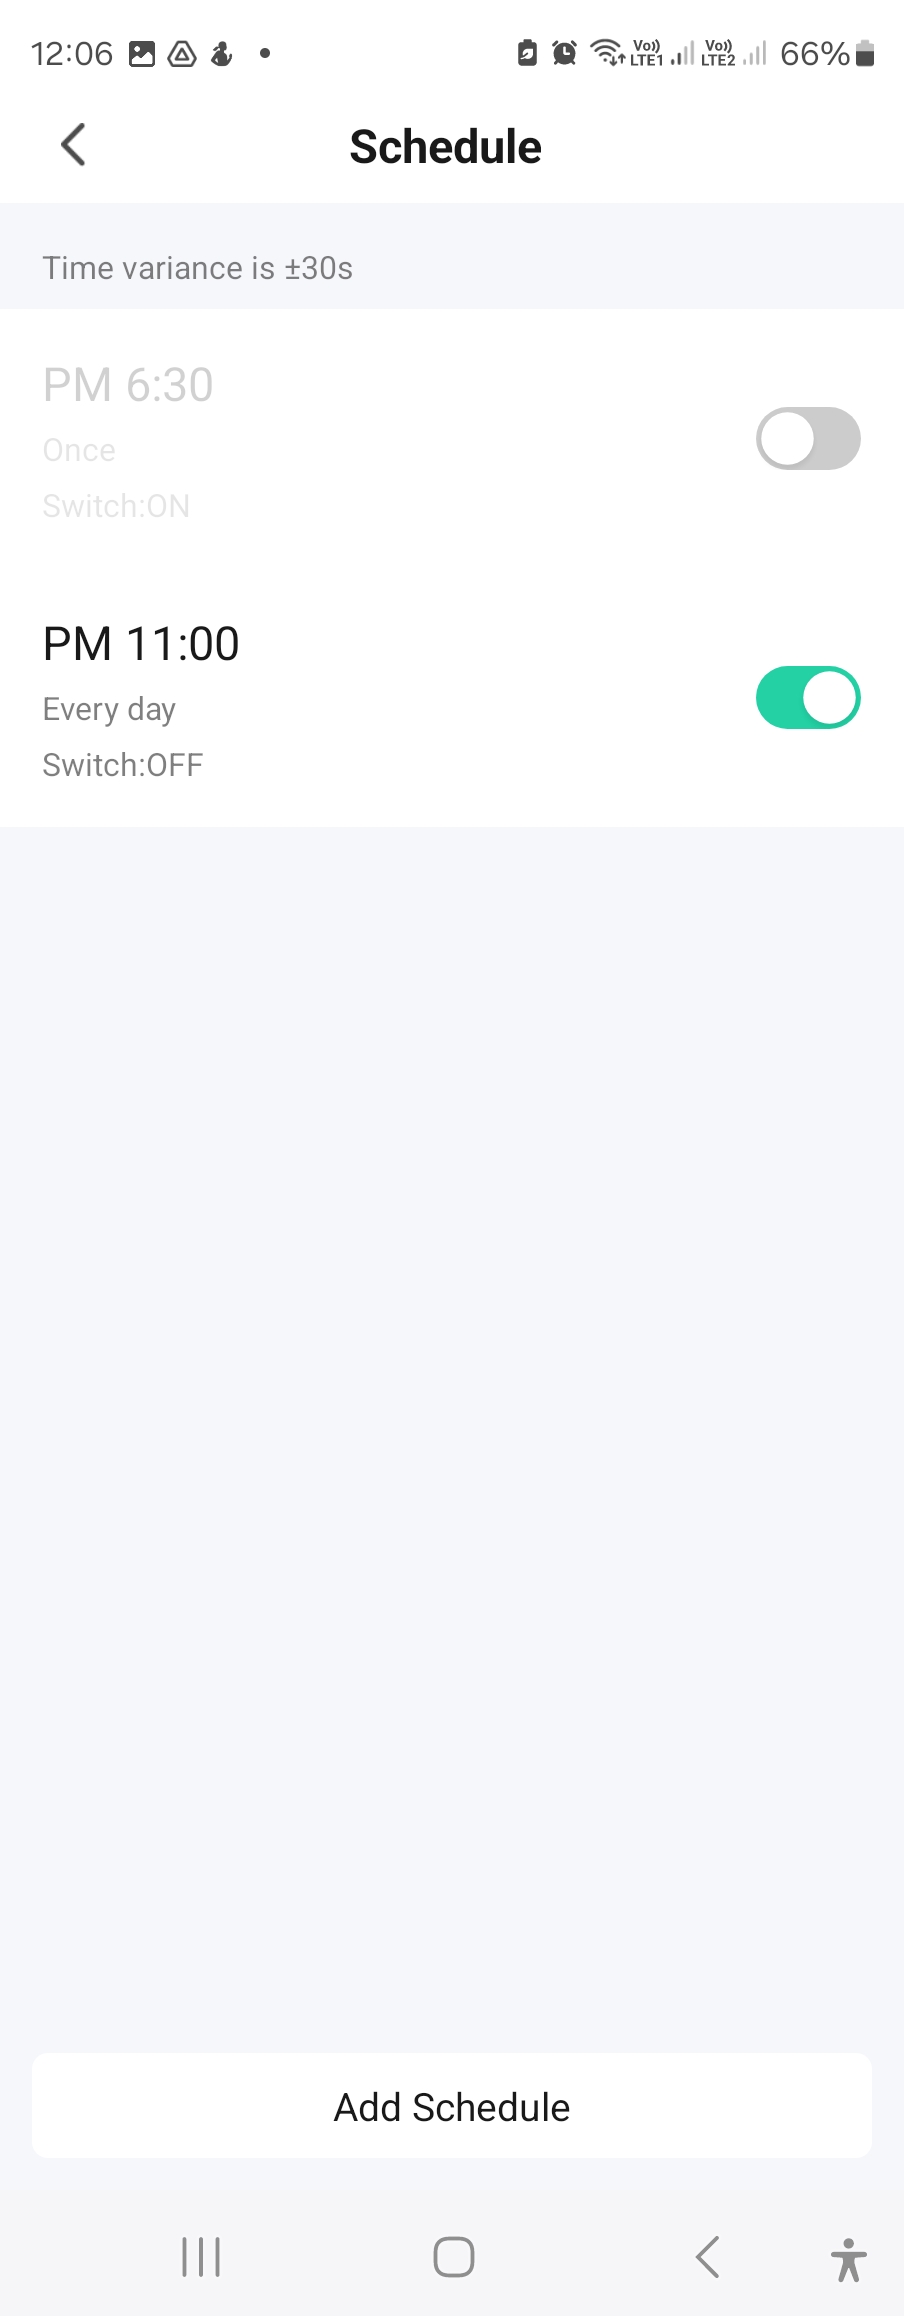 12:06
Vo)) LTE1 Vo)) LTE2 66%
Schedule
Time variance is ±30s
PM 6:30
Once
Switch:ON
PM 11:00
Every day
Switch:OFF
Add Schedule